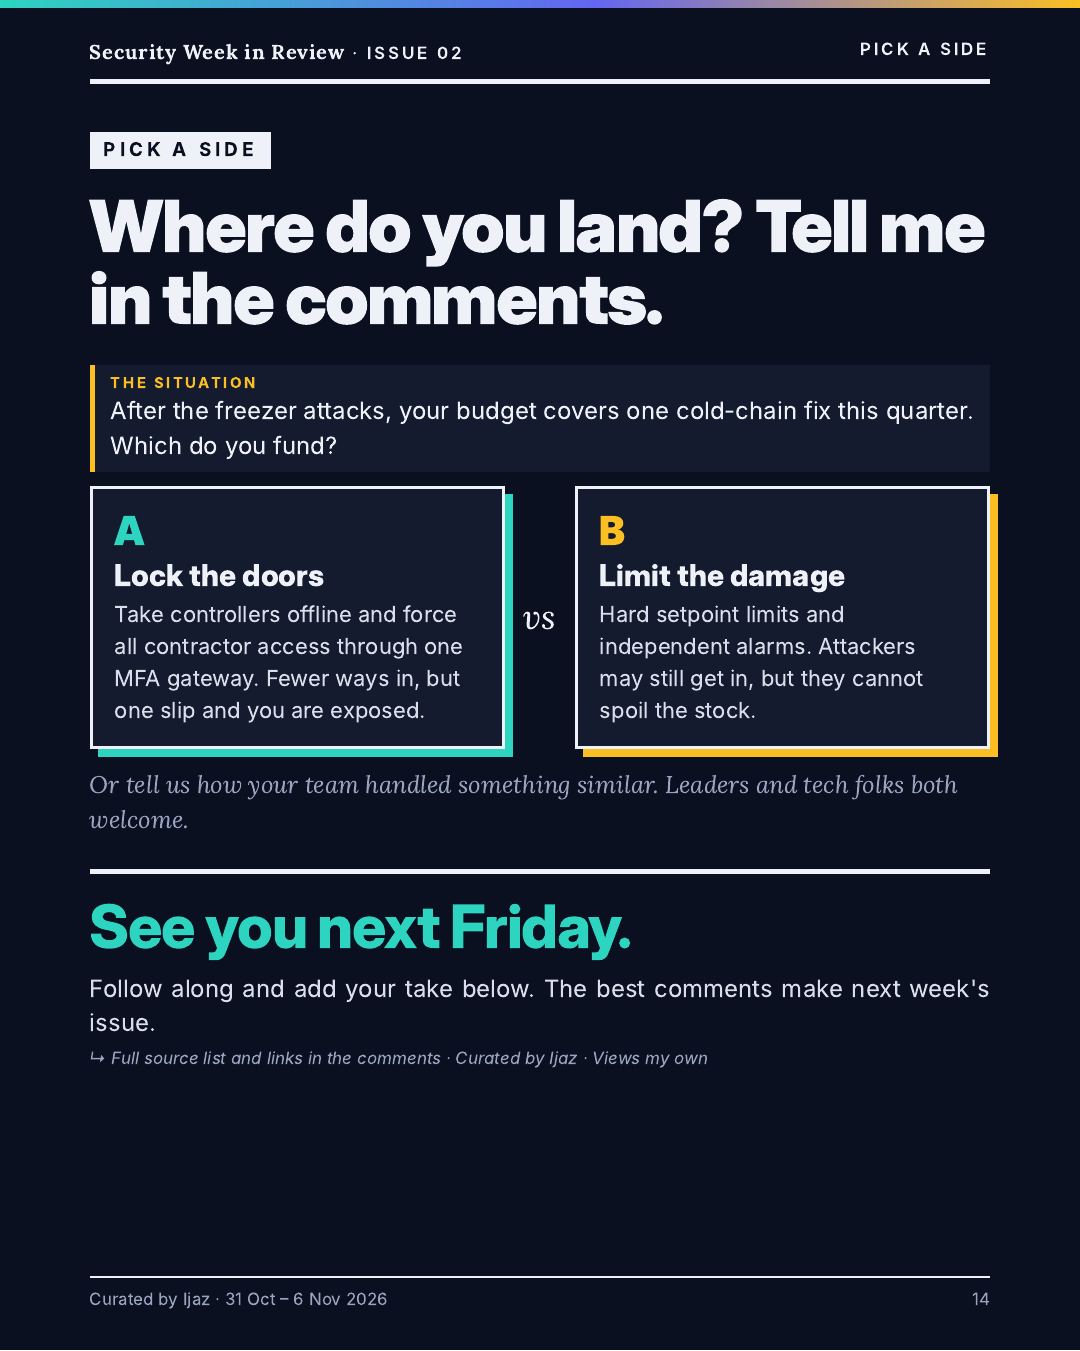 Security Week in Review · ISSUE 02
PICK A SIDE
PICK A SIDE
Where do you land? Tell me
in the comments.
THE SITUATION
After the freezer attacks, your budget covers one cold-chain fix this quarter.
Which do you fund?
A
Lock the doors
Take controllers offline and force
all contractor access through one
MFA gateway. Fewer ways in, but
one slip and you are exposed.
vs
B
Limit the damage
Hard setpoint limits and
independent alarms. Attackers
may still get in, but they cannot
spoil the stock.
Or tell us how your team handled something similar. Leaders and tech folks both
welcome.
See you next Friday.
Follow along and add your take below. The best comments make next week's
issue.
↳ Full source list and links in the comments · Curated by Ijaz · Views my own
Curated by Ijaz · 31 Oct – 6 Nov 2026
14